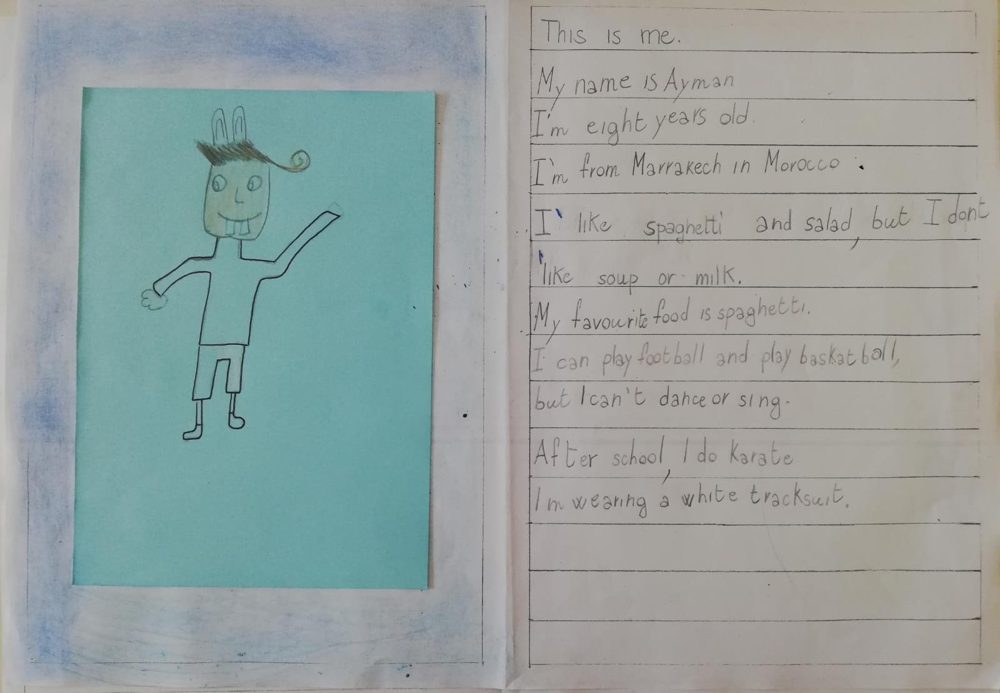 This is me.
My name is Ayman
I'm eight years old.
I'm from Marrakech in Morocco.
I' like spaghetti and salad, but I dont
like soup or milk.
My favourite food is spaghetti.
I can play football and play baskatball,
but I can't dance or sing.
After school, I do karate
I'm wearing a white tracksuit.